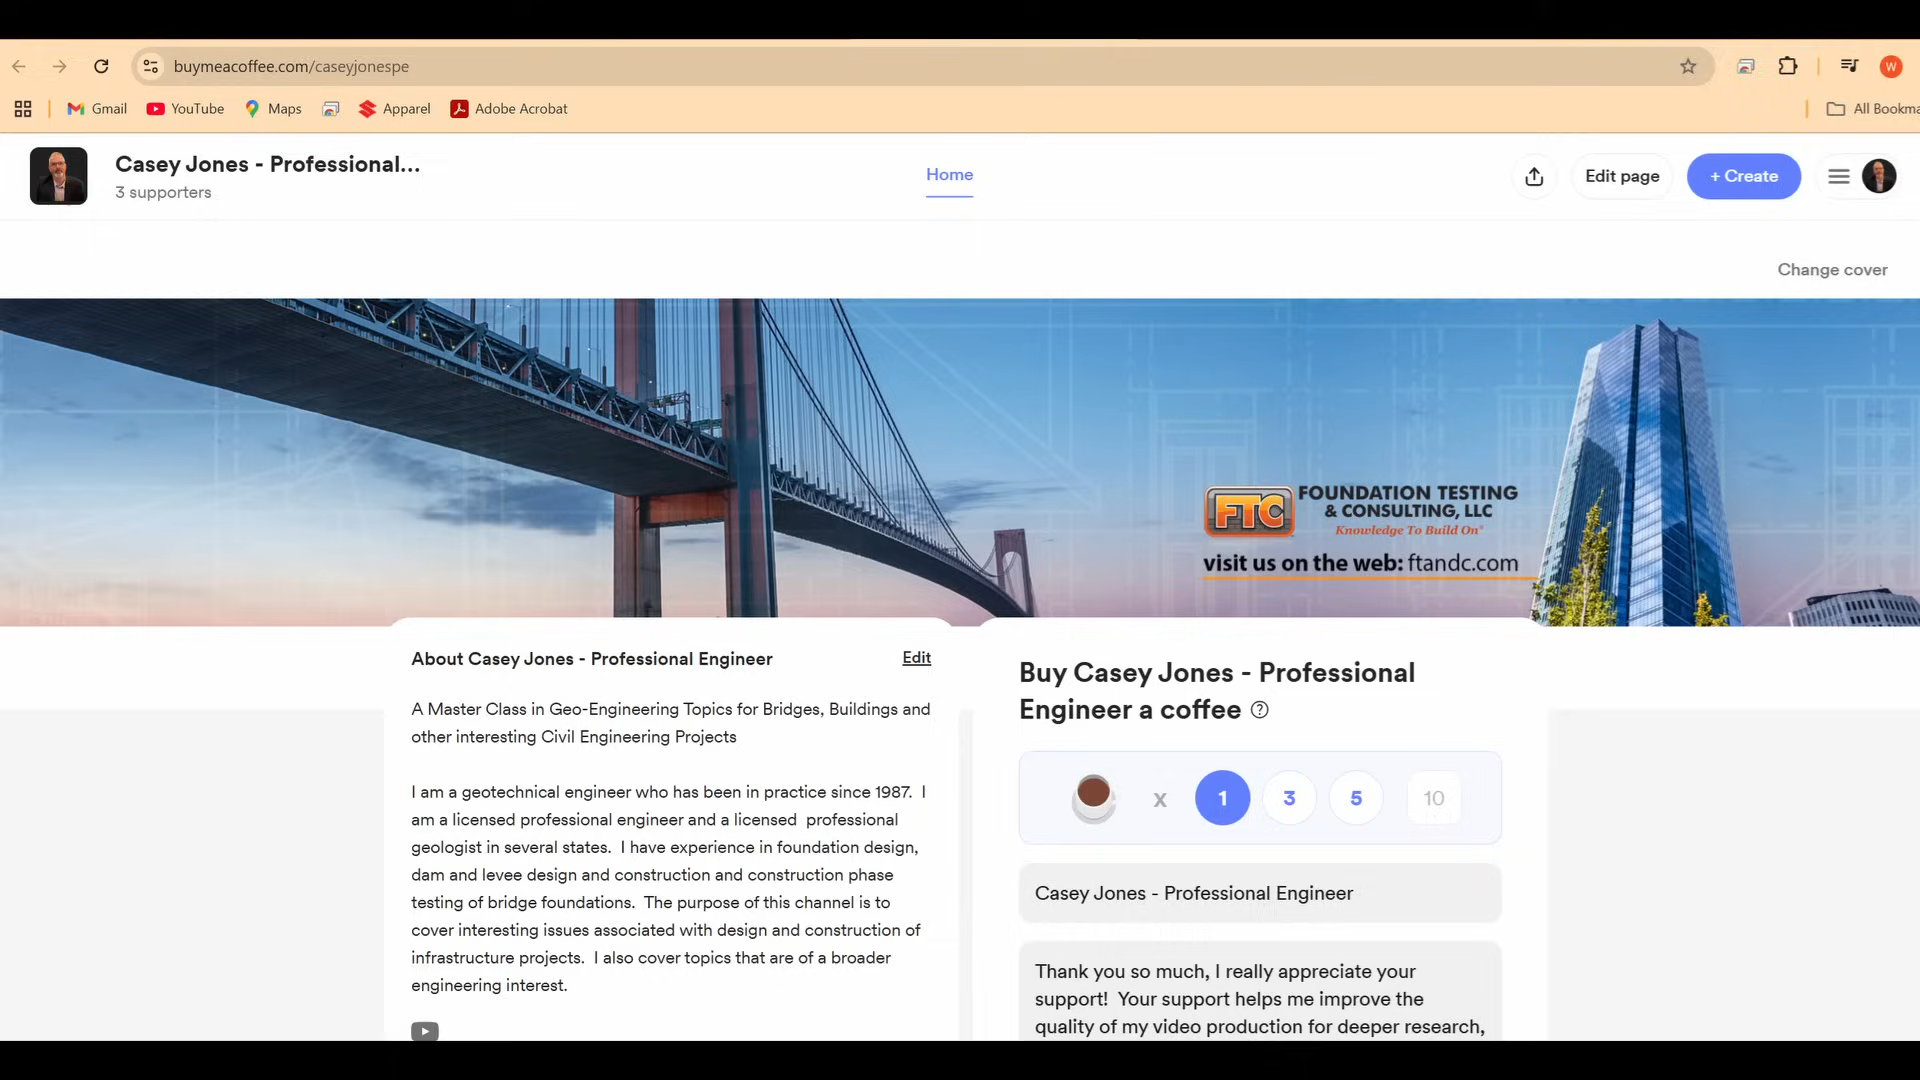 buymeacoffee.com/caseyjonespe
W
Gmail
YouTube
Maps
Apparel
Adobe Acrobat
All Bookma
Casey Jones - Professional...
3 supporters
Home
Edit page
+ Create
Change cover
FTC
FOUNDATION TESTING
& CONSULTING, LLC
Knowledge To Build On®
visit us on the web: ftandc.com
About Casey Jones - Professional Engineer
Edit
A Master Class in Geo-Engineering Topics for Bridges, Buildings and
other interesting Civil Engineering Projects
I am a geotechnical engineer who has been in practice since 1987. I
am a licensed professional engineer and a licensed professional
geologist in several states. I have experience in foundation design,
dam and levee design and construction and construction phase
testing of bridge foundations. The purpose of this channel is to
cover interesting issues associated with design and construction of
infrastructure projects. I also cover topics that are of a broader
engineering interest.
Buy Casey Jones - Professional
Engineer a coffee ?
x 1 3 5 10
Casey Jones - Professional Engineer
Thank you so much, I really appreciate your
support! Your support helps me improve the
quality of my video production for deeper research,